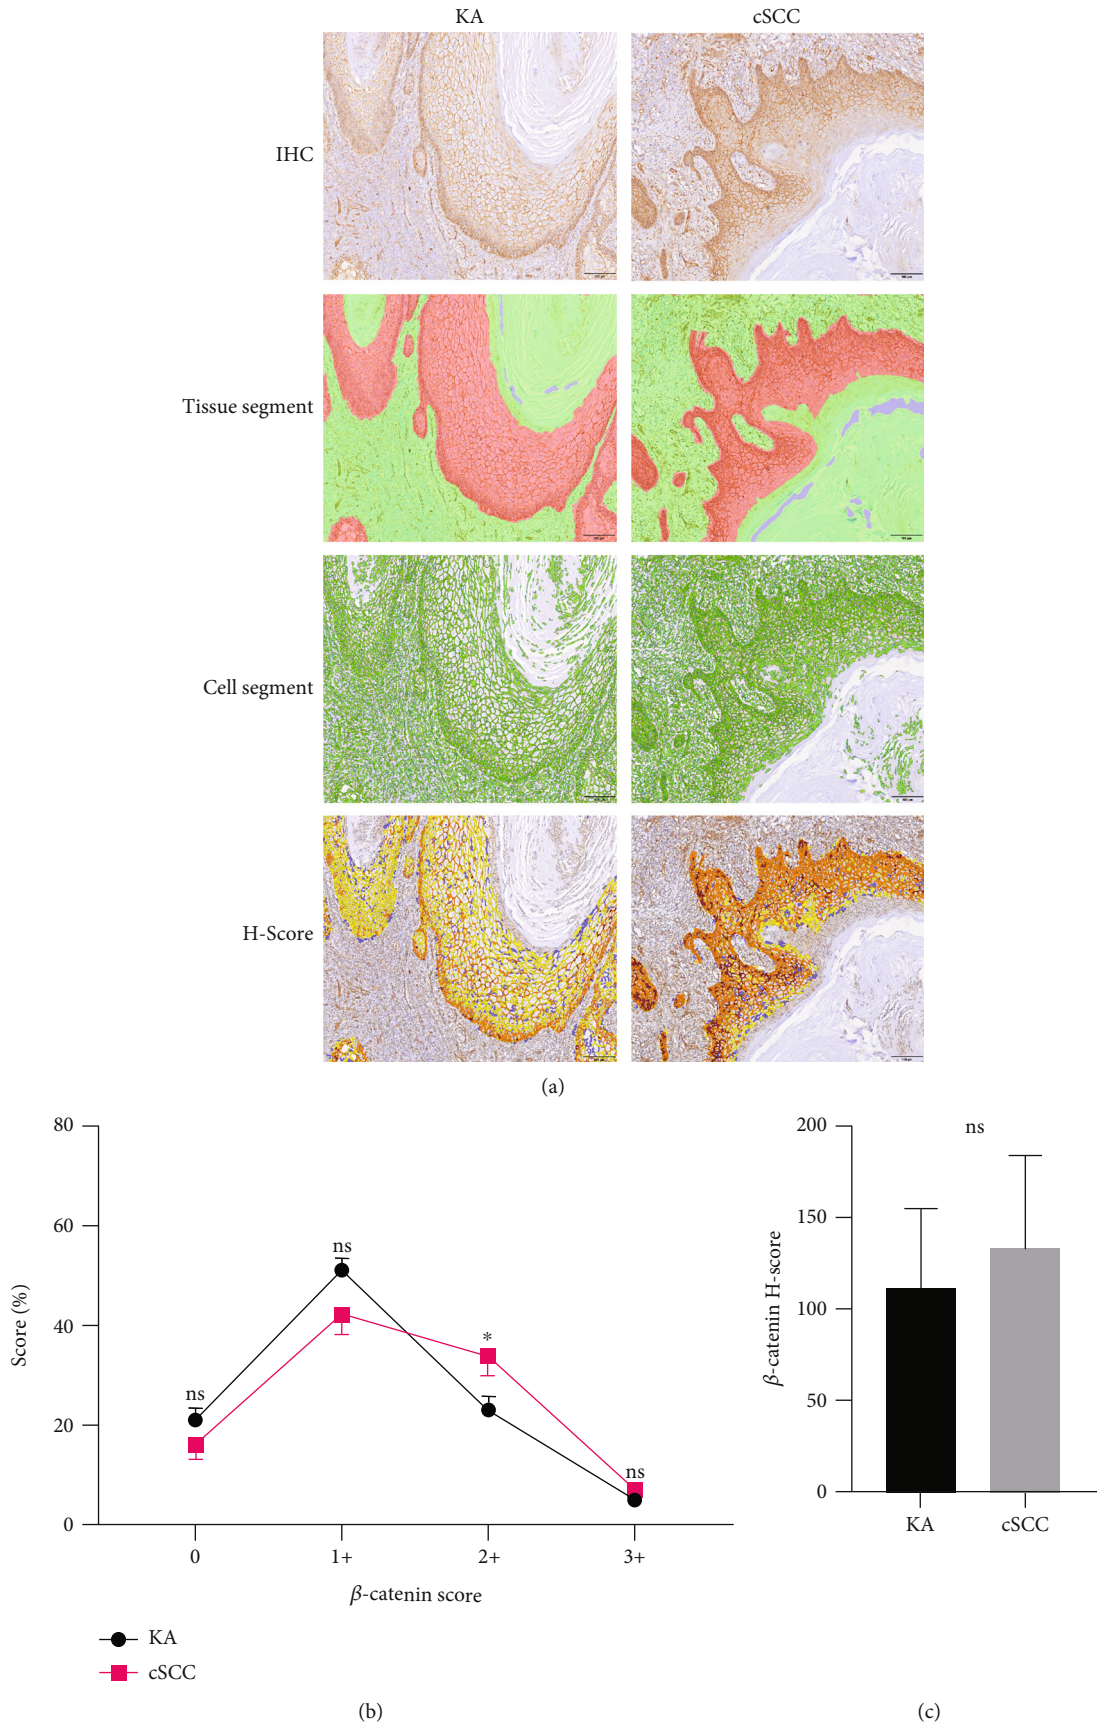 KA cSCC
IHC
Tissue segment
Cell segment
H-Score
(a)
80
60
40
20
0
Score (%)
ns
ns
*
ns
0 1+ 2+ 3+
β-catenin score
KA
cSCC
(b)
200
150
100
50
0
β-catenin H-score
ns
KA cSCC
(c)